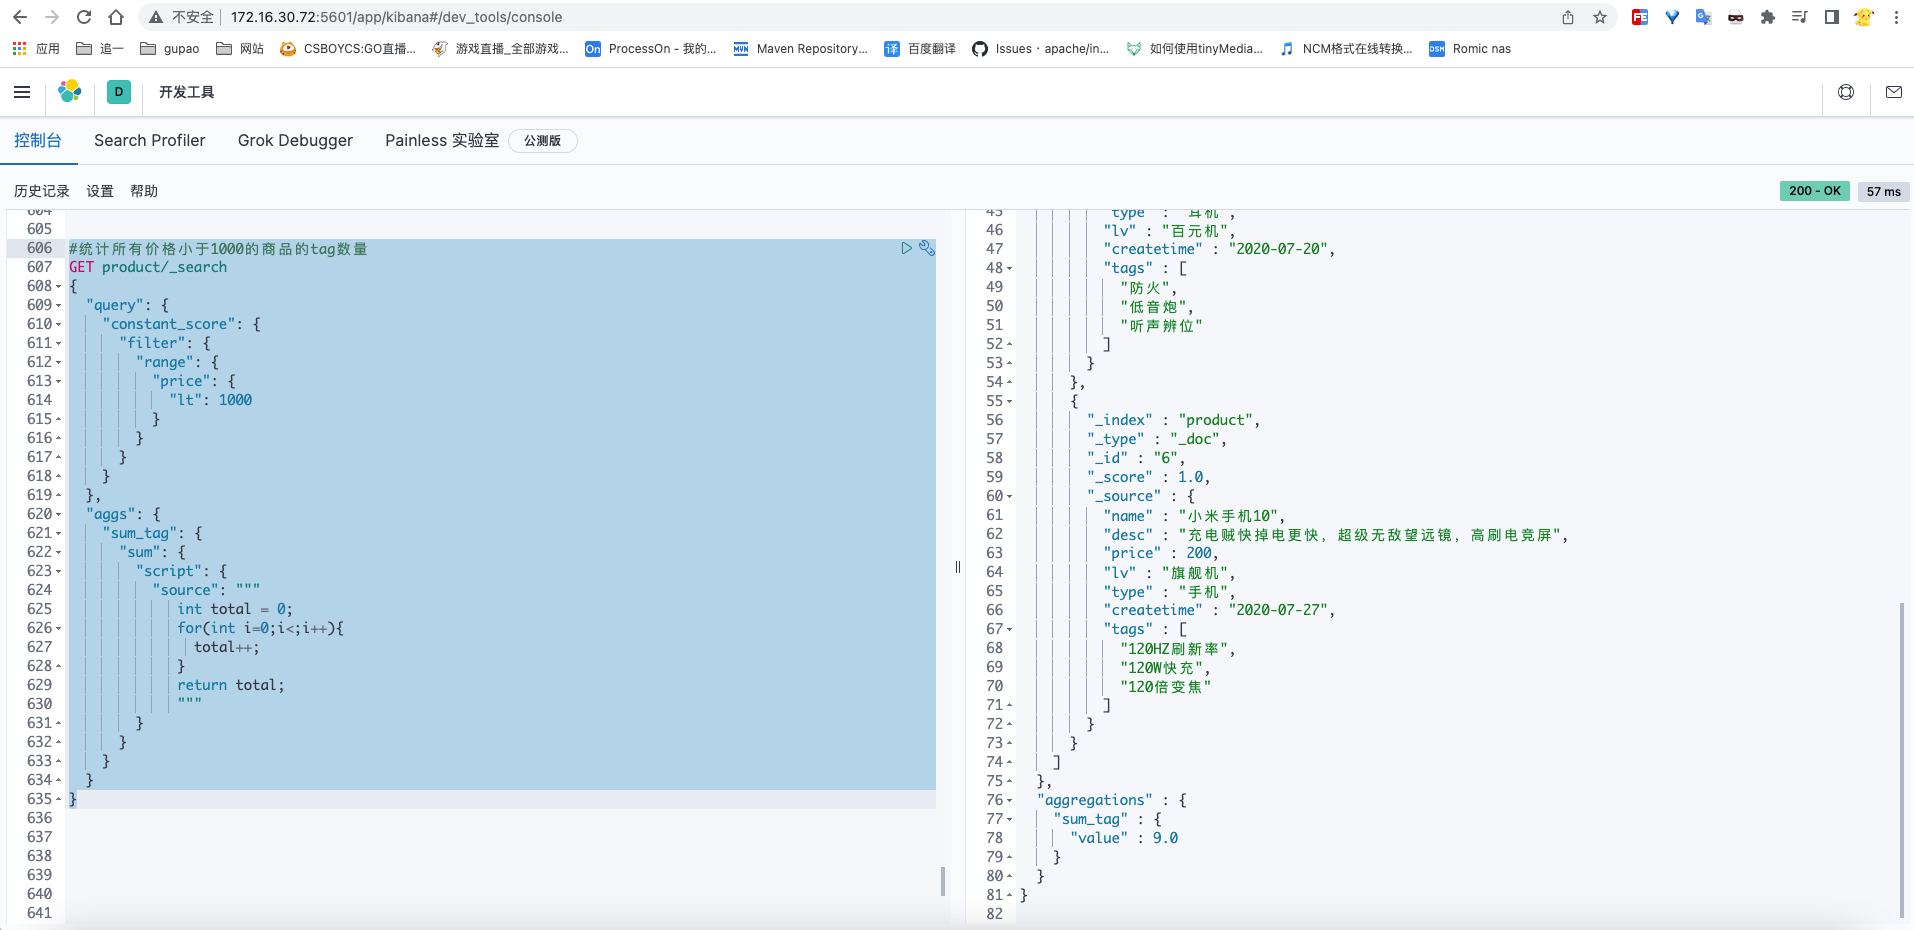 不安全 172.16.30.72:5601/app/kibana#/dev_tools/console
应用 追一 gupao 网站 CSBOYCS:GO直播... 游戏直播_全部游戏... ProcessOn - 我的... Maven Repository... 百度翻译 Issues · apache/in... 如何使用tinyMedia... NCM格式在线转换... Romic nas
D 开发工具
控制台 Search Profiler Grok Debugger Painless 实验室 公测版
历史记录 设置 帮助
200 - OK 57 ms
604
605
606 #统计所有价格小于1000的商品的tag数量
607 GET product/_search
608 {
609 "query": {
610 "constant_score": {
611 "filter": {
612 "range": {
613 "price": {
614 "lt": 1000
615 }
616 }
617 }
618 }
619 },
620 "aggs": {
621 "sum_tag": {
622 "sum": {
623 "script": {
624 "source": """
625 int total = 0;
626 for(int i=0;i<;i++){
627 total++;
628 }
629 return total;
630 """
631 }
632 }
633 }
634 }
635 }
636
637
638
639
640
641
45 "type" : "耳机",
46 "lv" : "百元机",
47 "createtime" : "2020-07-20",
48 "tags" : [
49 "防火",
50 "低音炮",
51 "听声辨位"
52 ]
53 }
54 },
55 {
56 "_index" : "product",
57 "_type" : "_doc",
58 "_id" : "6",
59 "_score" : 1.0,
60 "_source" : {
61 "name" : "小米手机10",
62 "desc" : "充电贼快掉电更快，超级无敌望远镜，高刷电竞屏",
63 "price" : 200,
64 "lv" : "旗舰机",
65 "type" : "手机",
66 "createtime" : "2020-07-27",
67 "tags" : [
68 "120HZ刷新率",
69 "120W快充",
70 "120倍变焦"
71 ]
72 }
73 }
74 ]
75 },
76 "aggregations" : {
77 "sum_tag" : {
78 "value" : 9.0
79 }
80 }
81 }
82